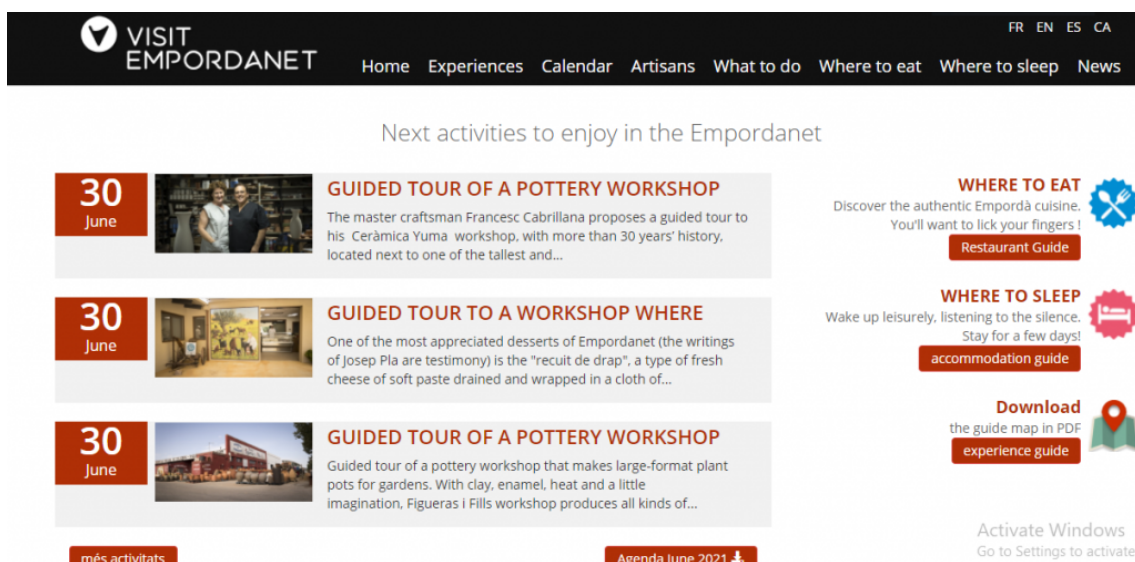 VISIT
EMPORDANET
FR EN ES CA
Home Experiences Calendar Artisans What to do Where to eat Where to sleep News
Next activities to enjoy in the Empordanet
30
June
GUIDED TOUR OF A POTTERY WORKSHOP
The master craftsman Francesc Cabrillana proposes a guided tour to
his Ceràmica Yuma workshop, with more than 30 years' history,
located next to one of the tallest and...
30
June
GUIDED TOUR TO A WORKSHOP WHERE
One of the most appreciated desserts of Empordanet (the writings
of Josep Pla are testimony) is the "recuit de drap", a type of fresh
cheese of soft paste drained and wrapped in a cloth of...
30
June
GUIDED TOUR OF A POTTERY WORKSHOP
Guided tour of a pottery workshop that makes large-format plant
pots for gardens. With clay, enamel, heat and a little
imagination, Figueras i Fills workshop produces all kinds of...
més activitats
Agenda June 2021
WHERE TO EAT
Discover the authentic Empordà cuisine.
You'll want to lick your fingers !
Restaurant Guide
WHERE TO SLEEP
Wake up leisurely, listening to the silence.
Stay for a few days!
accommodation guide
Download
the guide map in PDF
experience guide
Activate Windows
Go to Settings to activate